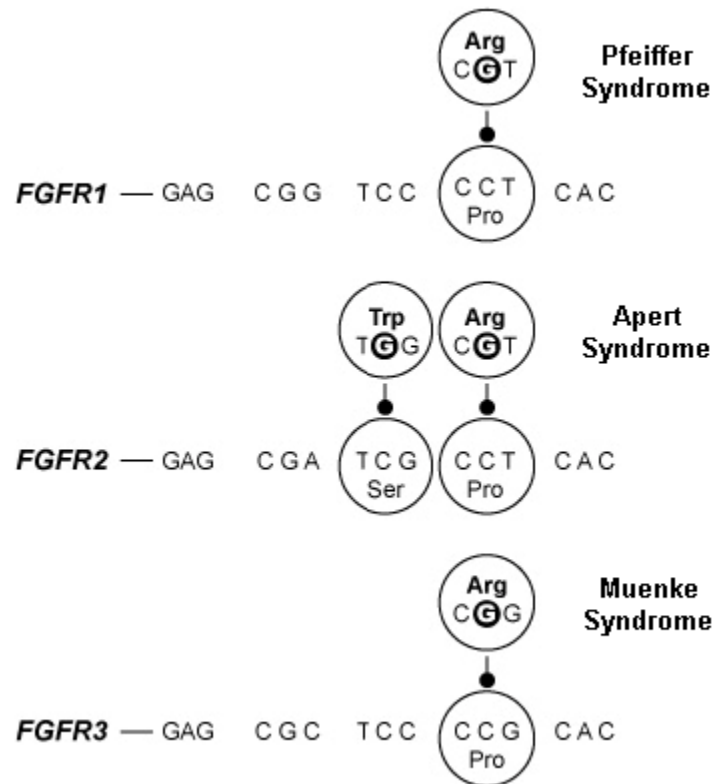 Arg
CGT
Pfeiffer
Syndrome
FGFR1 — GAG CGG TCC CCT CAC
Pro
Trp Arg
TGG CGT
Apert
Syndrome
FGFR2 — GAG CGA TCG CCT CAC
Ser Pro
Arg
CGG
Muenke
Syndrome
FGFR3 — GAG CGC TCC CCG CAC
Pro